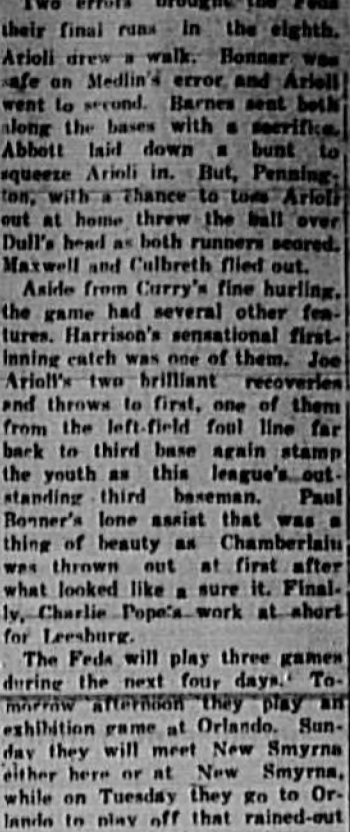 Two errors brought the Feds
their final runs in the eighth.
Arioli drew a walk. Bonner was
safe on Medlin's error and Arioli
went to second. Barnes sent both
along the bases with a sacrifice.
Abbott laid down a bunt to
squeeze Arioli in. But, Penning-
ton, with a chance to toss Arioli
out at home threw the ball over
Dull's head as both runners scored.
Maxwell and Culbreth flied out.
Aside from Curry's fine hurling,
the game had several other fea-
tures. Harrison's sensational first-
inning catch was one of them. Joe
Arioli's two brilliant recoveries
and throws to first, one of them
from the left-field foul line far
back to third base again stamp
the youth as this league's out-
standing third baseman. Paul
Bonner's lone assist that was a
thing of beauty as Chamberlain
was thrown out at first after
what looked like a sure it. Final-
ly, Charlie Pope's work at short
for Leesburg.
The Feds will play three games
during the next four days. To-
morrow afternoon they play an
exhibition game at Orlando. Sun-
day they will meet New Smyrna
either here or at New Smyrna,
while on Tuesday they go to Or-
lando to play off that rained-out